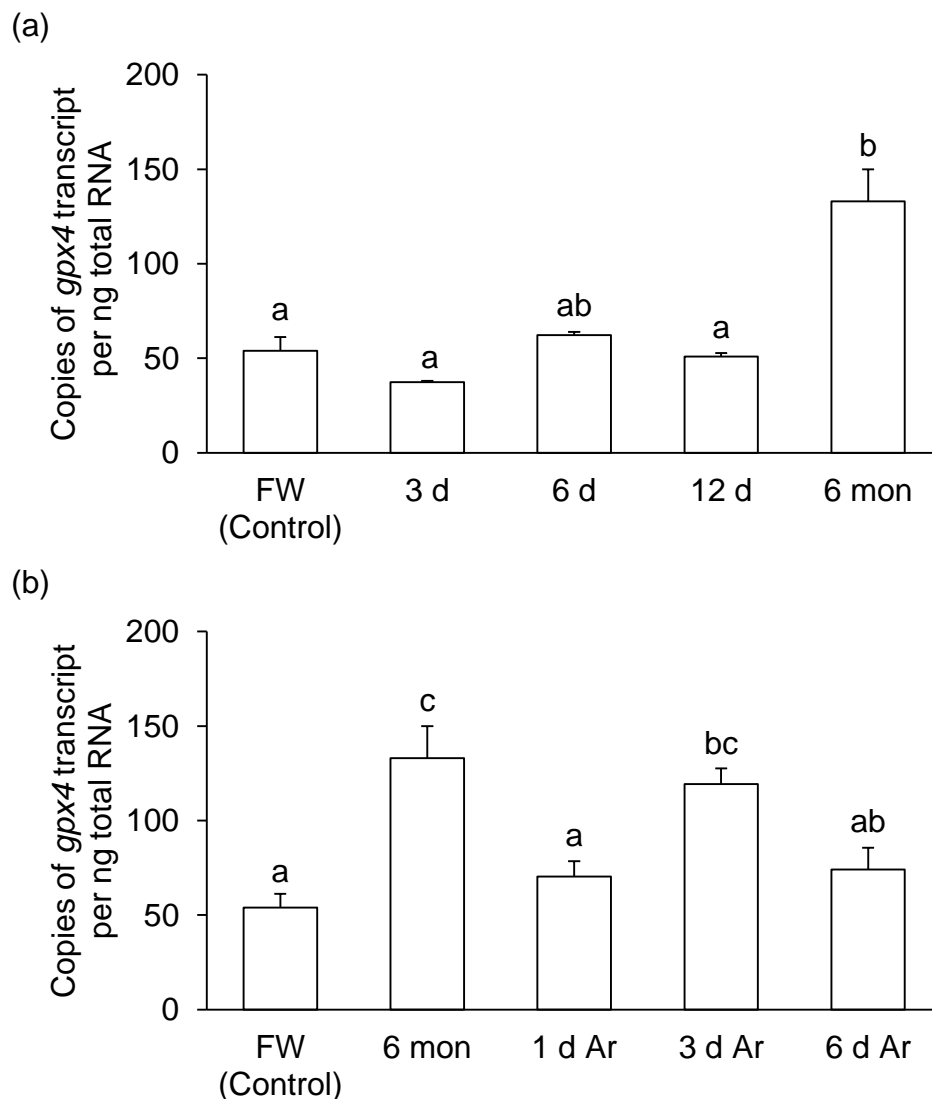 (a)
Copies of gpx4 transcript
per ng total RNA
200
150
100
50
0
a
a
ab
a
b
FW
(Control)
3 d
6 d
12 d
6 mon
(b)
Copies of gpx4 transcript
per ng total RNA
200
150
100
50
0
a
c
a
bc
ab
FW
(Control)
6 mon
1 d Ar
3 d Ar
6 d Ar